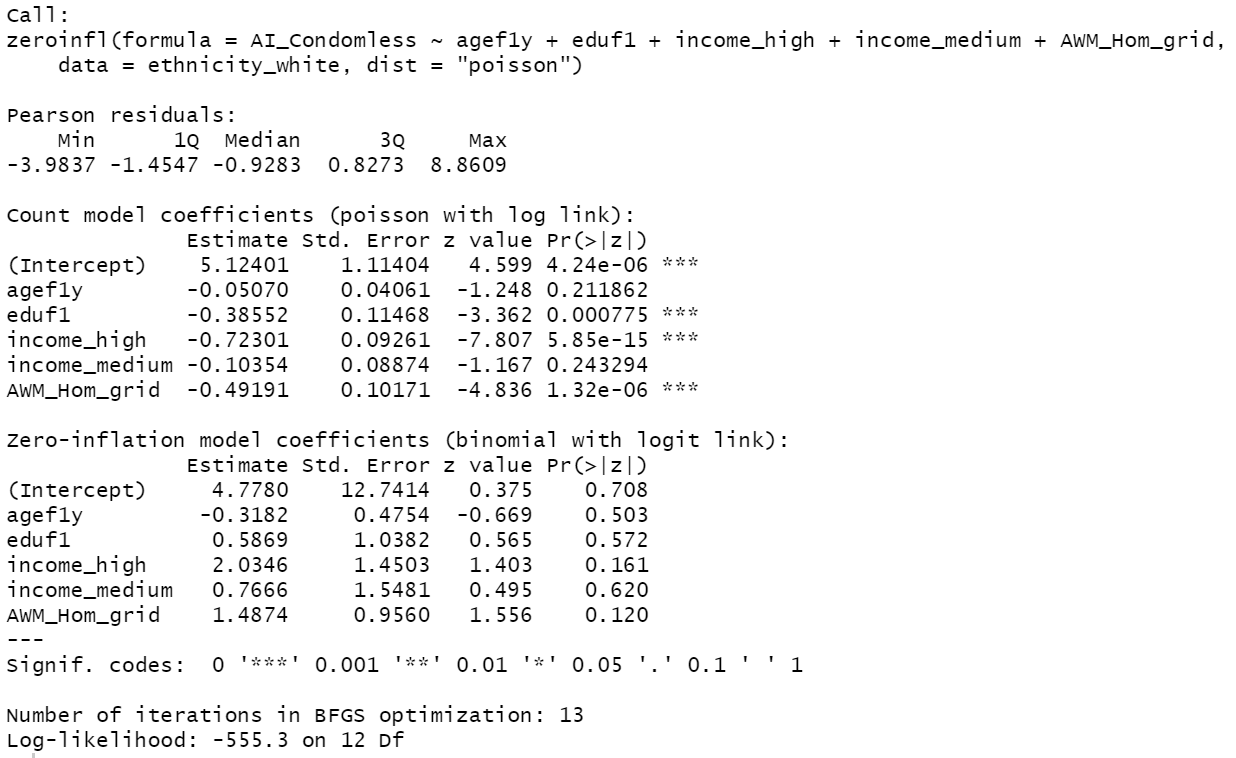 Call:
zeroinfl(formula = AI_Condomless ~ agef1y + eduf1 + income_high + income_medium + AWM_Hom_grid,
    data = ethnicity_white, dist = "poisson")

Pearson residuals:
    Min      1Q  Median      3Q     Max
-3.9837 -1.4547 -0.9283  0.8273  8.8609

Count model coefficients (poisson with log link):
              Estimate Std. Error z value Pr(>|z|)
(Intercept)    5.12401    1.11404   4.599 4.24e-06 ***
agef1y        -0.05070    0.04061  -1.248 0.211862
eduf1         -0.38552    0.11468  -3.362 0.000775 ***
income_high   -0.72301    0.09261  -7.807 5.85e-15 ***
income_medium -0.10354    0.08874  -1.167 0.243294
AWM_Hom_grid  -0.49191    0.10171  -4.836 1.32e-06 ***

Zero-inflation model coefficients (binomial with logit link):
              Estimate Std. Error z value Pr(>|z|)
(Intercept)     4.7780    12.7414   0.375    0.708
agef1y         -0.3182     0.4754  -0.669    0.503
eduf1           0.5869     1.0382   0.565    0.572
income_high     2.0346     1.4503   1.403    0.161
income_medium   0.7666     1.5481   0.495    0.620
AWM_Hom_grid    1.4874     0.9560   1.556    0.120
---
Signif. codes:  0 '***' 0.001 '**' 0.01 '*' 0.05 '.' 0.1 ' ' 1

Number of iterations in BFGS optimization: 13
Log-likelihood: -555.3 on 12 Df